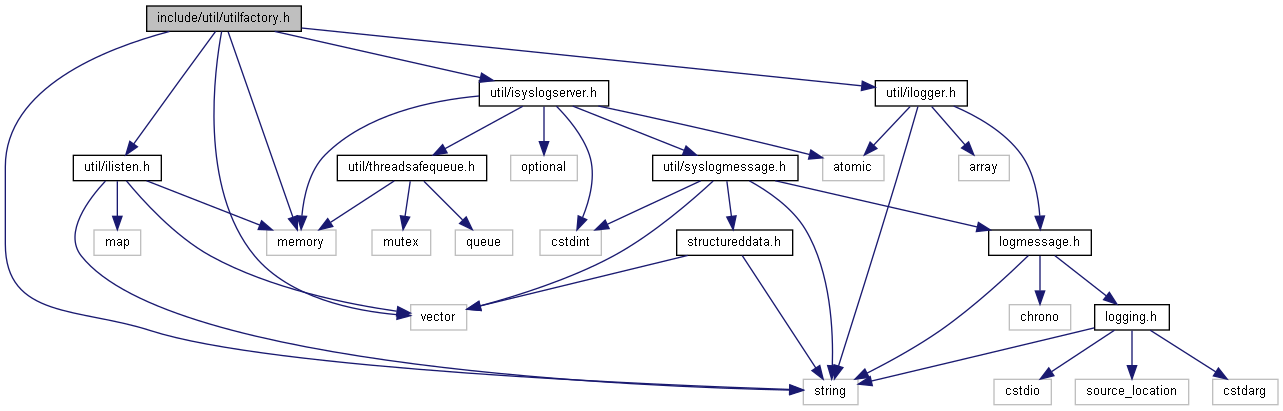 include/util/utilfactory.h
util/isyslogserver.h
util/ilogger.h
util/ilisten.h
util/threadsafequeue.h
optional
util/syslogmessage.h
atomic
array
map
memory
mutex
queue
cstdint
structureddata.h
logmessage.h
vector
chrono
logging.h
string
cstdio
source_location
cstdarg